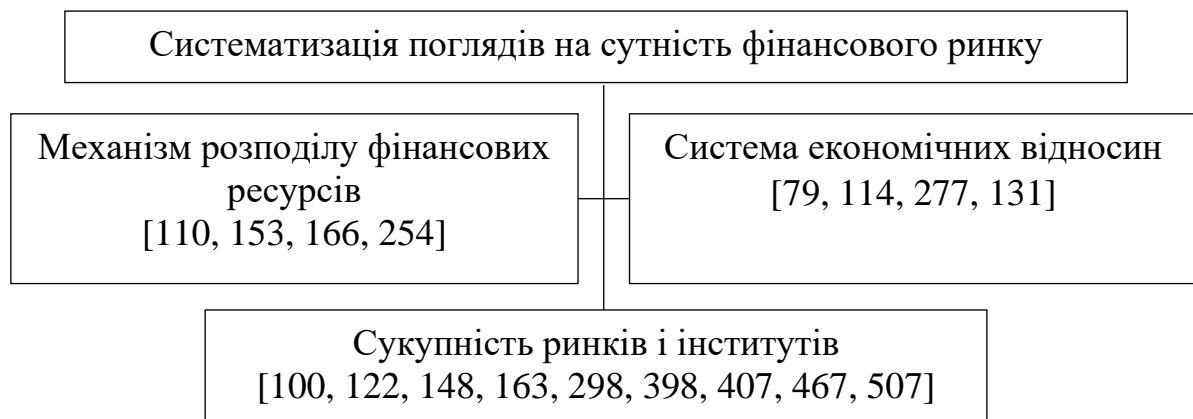 Систематизація поглядів на сутність фінансового ринку
Механізм розподілу фінансових
ресурсів
[110, 153, 166, 254]
Система економічних відносин
[79, 114, 277, 131]
Сукупність ринків і інститутів
[100, 122, 148, 163, 298, 398, 407, 467, 507]